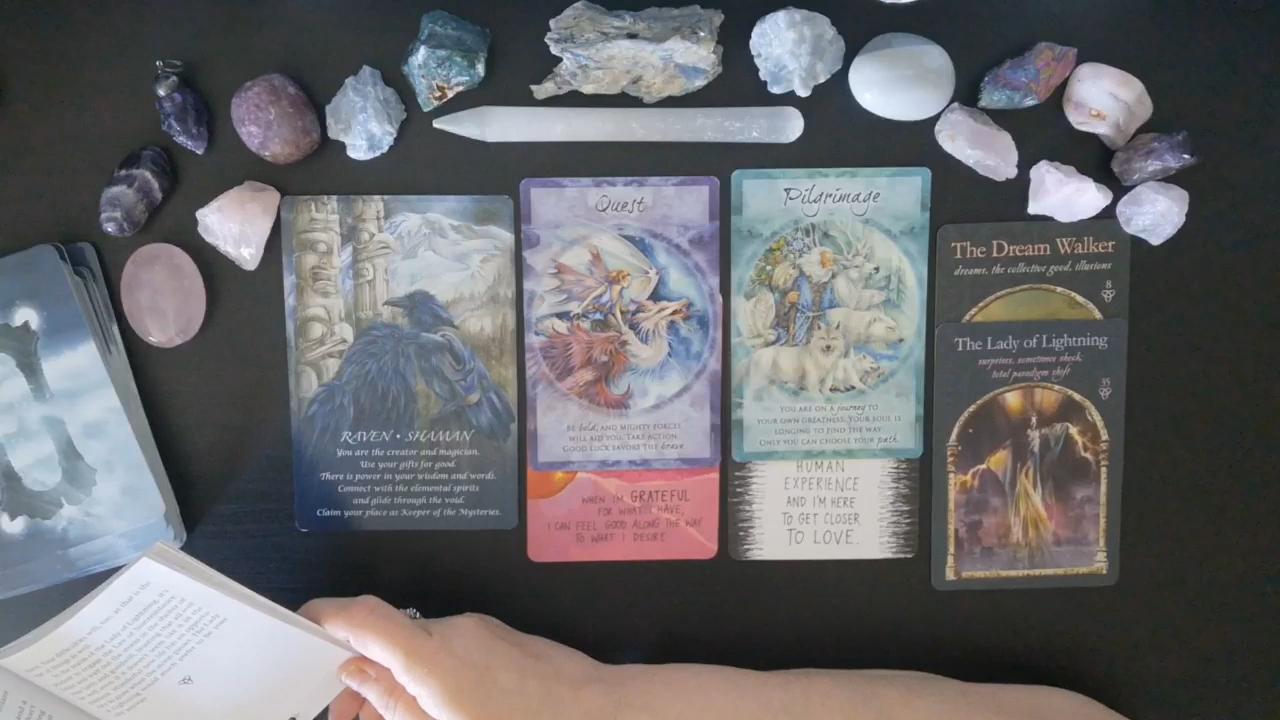 RAVEN • SHAMAN
You are the creator and magician.
Use your gifts for good.
There is power in your wisdom and words.
Connect with the elemental spirits
and glide through the void.
Claim your place as Keeper of the Mysteries.
Quest
BE bold, AND MIGHTY FORCES
WILL AID YOU. TAKE ACTION.
GOOD LUCK FAVORS THE brave.
WHEN I'M GRATEFUL
FOR WHAT I HAVE,
I CAN FEEL GOOD ALONG THE WAY
TO WHAT I DESIRE
Pilgrimage
YOU ARE ON A journey TO
YOUR OWN GREATNESS. YOUR SOUL IS
LONGING TO FIND THE WAY.
ONLY YOU CAN CHOOSE YOUR path.
HUMAN
EXPERIENCE
AND I'M HERE
TO GET CLOSER
TO LOVE.
The Dream Walker
dreams, the collective good, illusions
8
The Lady of Lightning
surprises, sometimes shock,
total paradigm shift
35